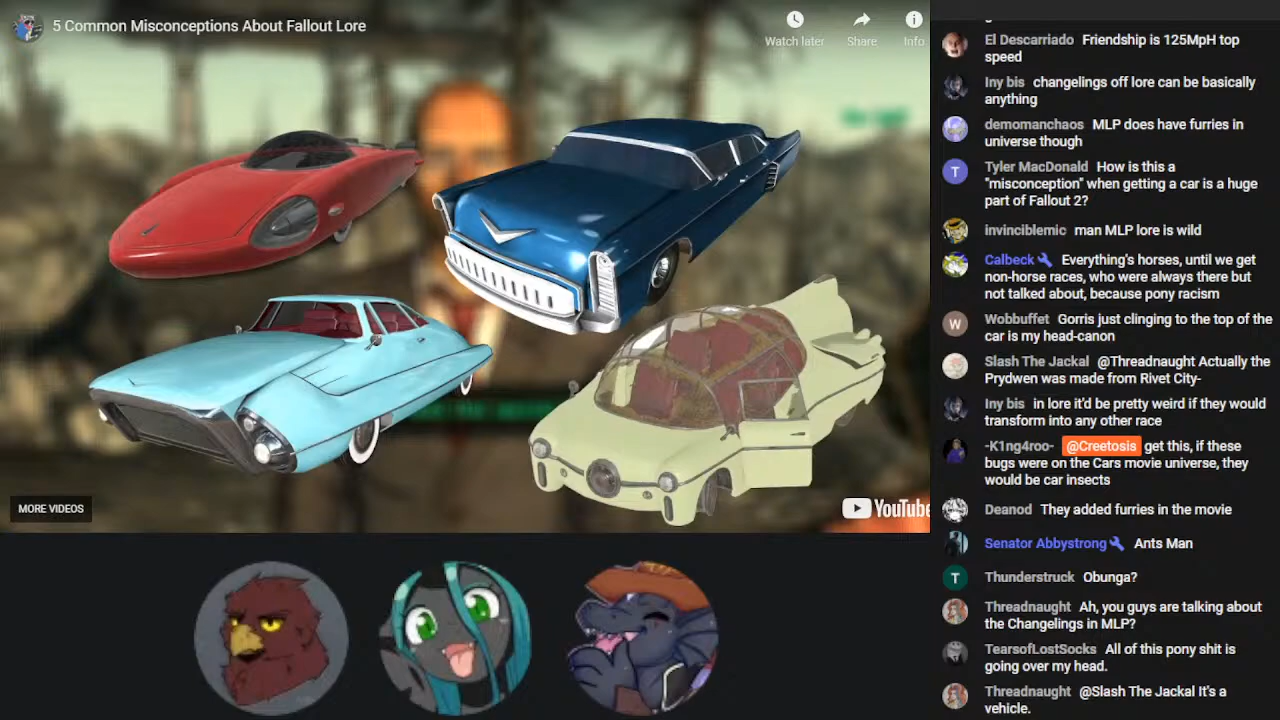 5 Common Misconceptions About Fallout Lore
Watch later
Share
Info
MORE VIDEOS
YouTube
El Descarriado Friendship is 125MpH top
speed
Iny bis changelings off lore can be basically
anything
demomanchaos MLP does have furries in
universe though
T
Tyler MacDonald How is this a
"misconception" when getting a car is a huge
part of Fallout 2?
invinciblemic man MLP lore is wild
Calbeck Everything's horses, until we get
non-horse races, who were always there but
not talked about, because pony racism
W
Wobbuffet Gorris just clinging to the top of the
car is my head-canon
Slash The Jackal @Threadnaught Actually the
Prydwen was made from Rivet City-
Iny bis in lore it'd be pretty weird if they would
transform into any other race
-K1ng4roo- @Creetosis get this, if these
bugs were on the Cars movie universe, they
would be car insects
Deanod They added furries in the movie
Senator Abbystrong Ants Man
T
Thunderstruck Obunga?
Threadnaught Ah, you guys are talking about
the Changelings in MLP?
TearsofLostSocks All of this pony shit is
going over my head.
Threadnaught @Slash The Jackal It's a
vehicle.